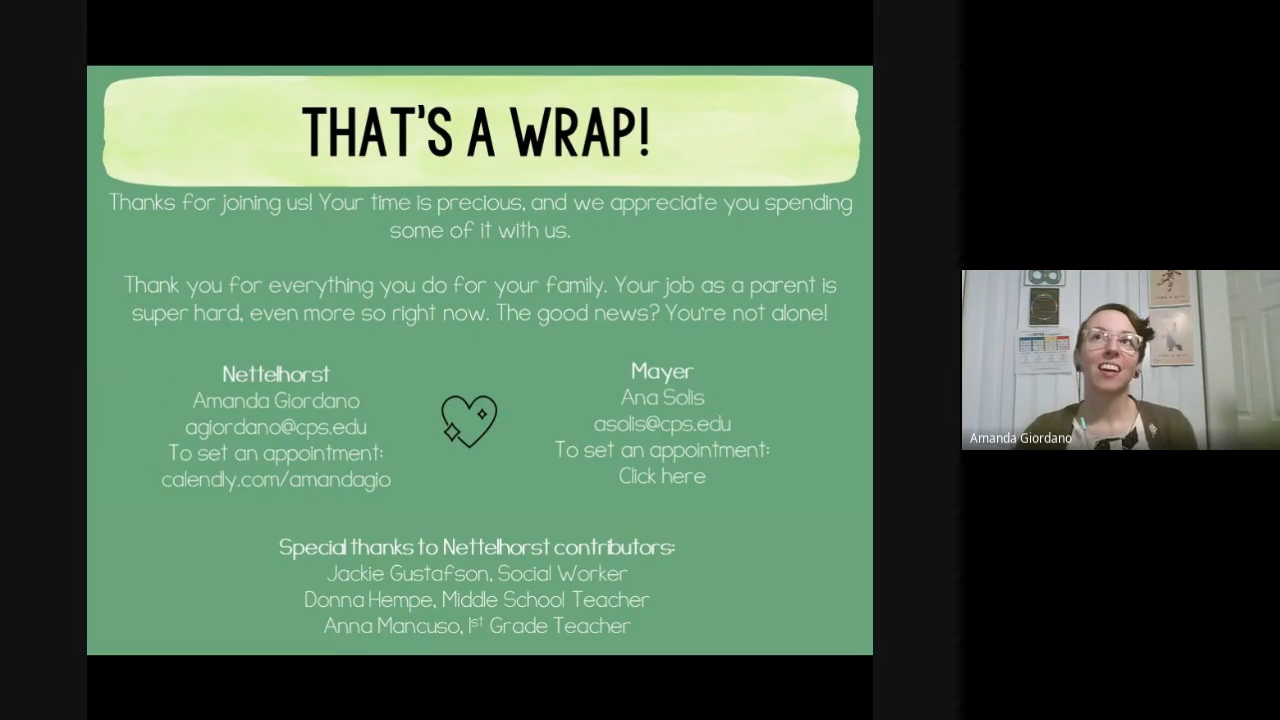 THAT'S A WRAP!
Thanks for joining us! Your time is precious, and we appreciate you spending
some of it with us.
Thank you for everything you do for your family. Your job as a parent is
super hard, even more so right now. The good news? You're not alone!
Nettelhorst
Amanda Giordano
agiordano@cps.edu
To set an appointment:
calendly.com/amandagio
Mayer
Ana Solis
asolis@cps.edu
To set an appointment:
Click here
Special thanks to Nettelhorst contributors:
Jackie Gustafson, Social Worker
Donna Hempe, Middle School Teacher
Anna Mancuso, 1st Grade Teacher
Amanda Giordano